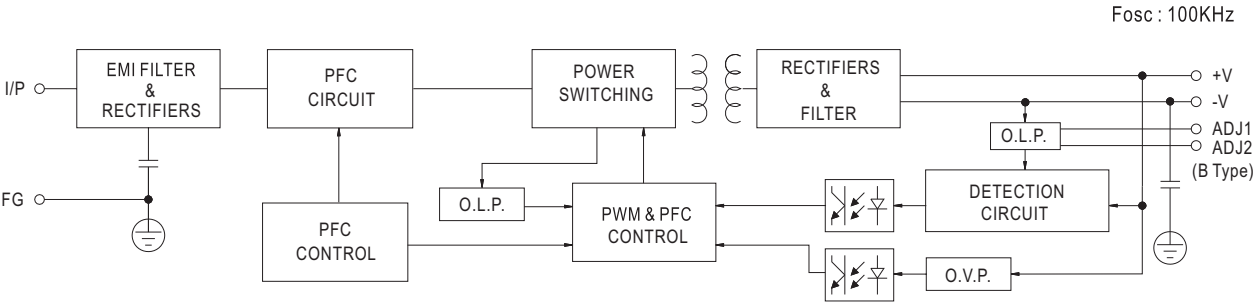 Fosc : 100KHz
I/P
EMI FILTER
&
RECTIFIERS
PFC
CIRCUIT
POWER
SWITCHING
RECTIFIERS
&
FILTER
+V
-V
O.L.P.
ADJ1
ADJ2
(B Type)
FG
O.L.P.
PFC
CONTROL
PWM & PFC
CONTROL
DETECTION
CIRCUIT
O.V.P.